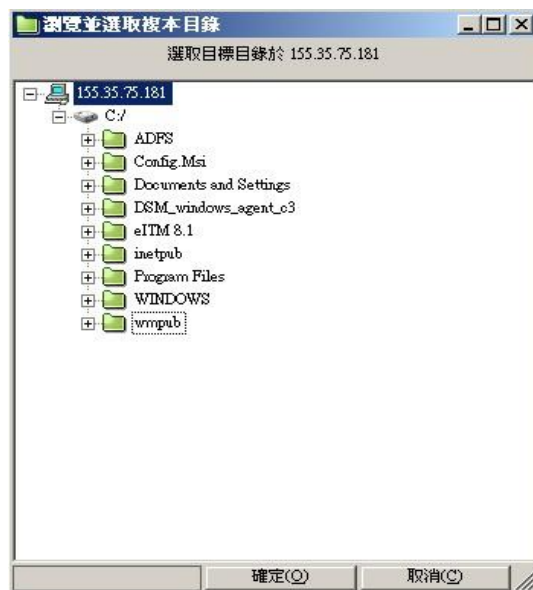 瀏覽並選取複本目錄
選取目標目錄於 155.35.75.181
155.35.75.181
C:/
ADFS
Config.Msi
Documents and Settings
DSM_windows_agent_c3
eITM 8.1
inetpub
Program Files
WINDOWS
wmpub
確定(O) 取消(C)